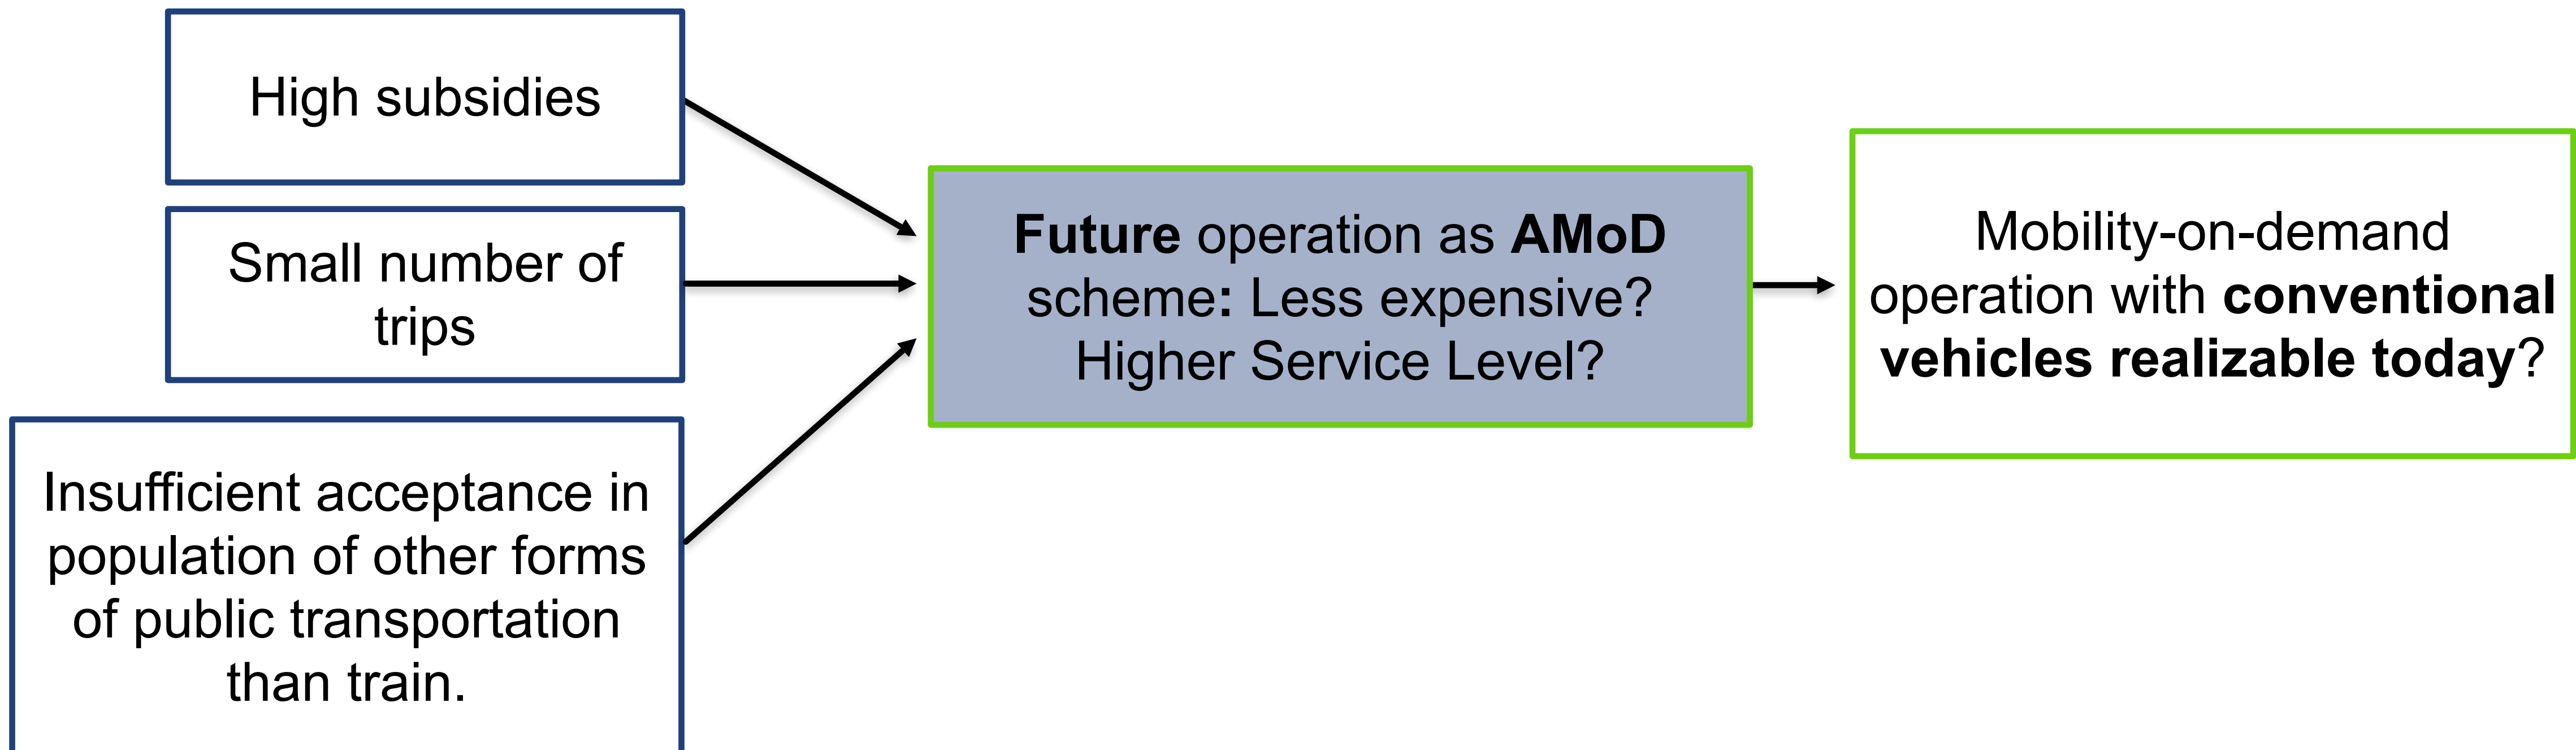 High subsidies
Small number of
trips
Insufficient acceptance in
population of other forms
of public transportation
than train.
Future operation as AMoD
scheme: Less expensive?
Higher Service Level?
Mobility-on-demand
operation with conventional
vehicles realizable today?